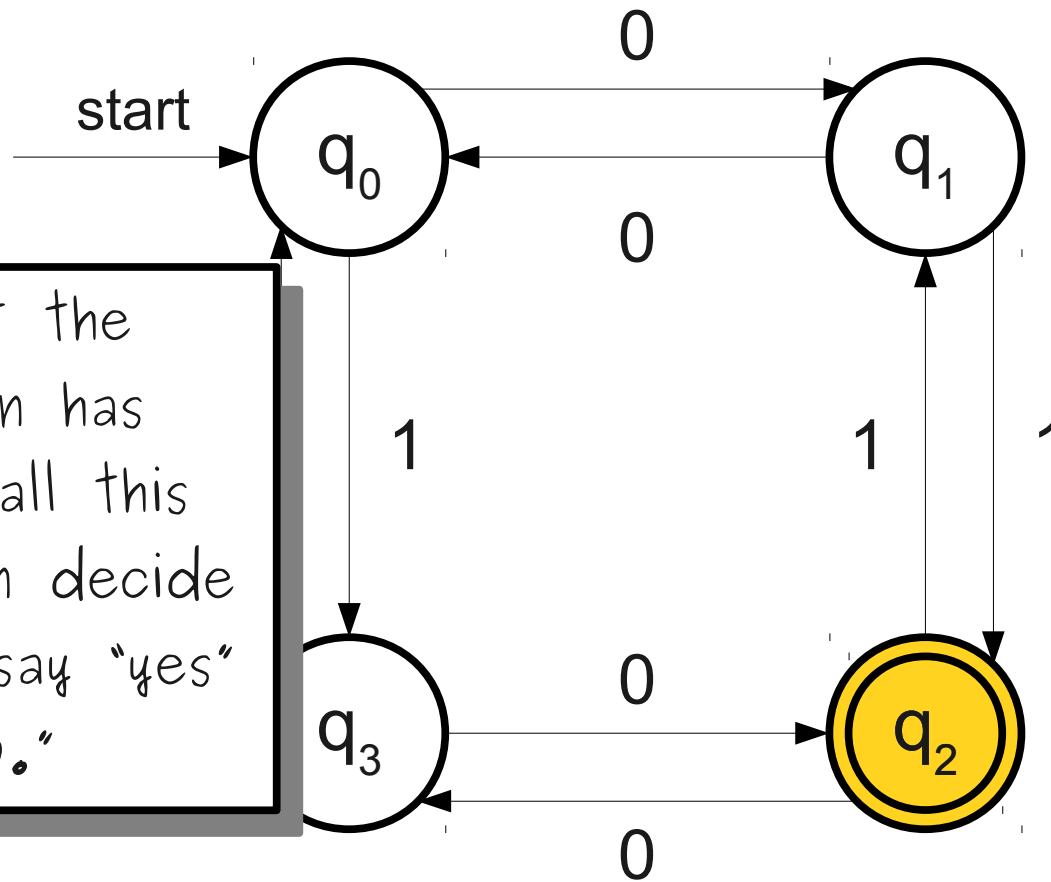 0
start
q0
q1
0
the
has
all this
decide
1
1
say "yes"
0
q3
q2
0